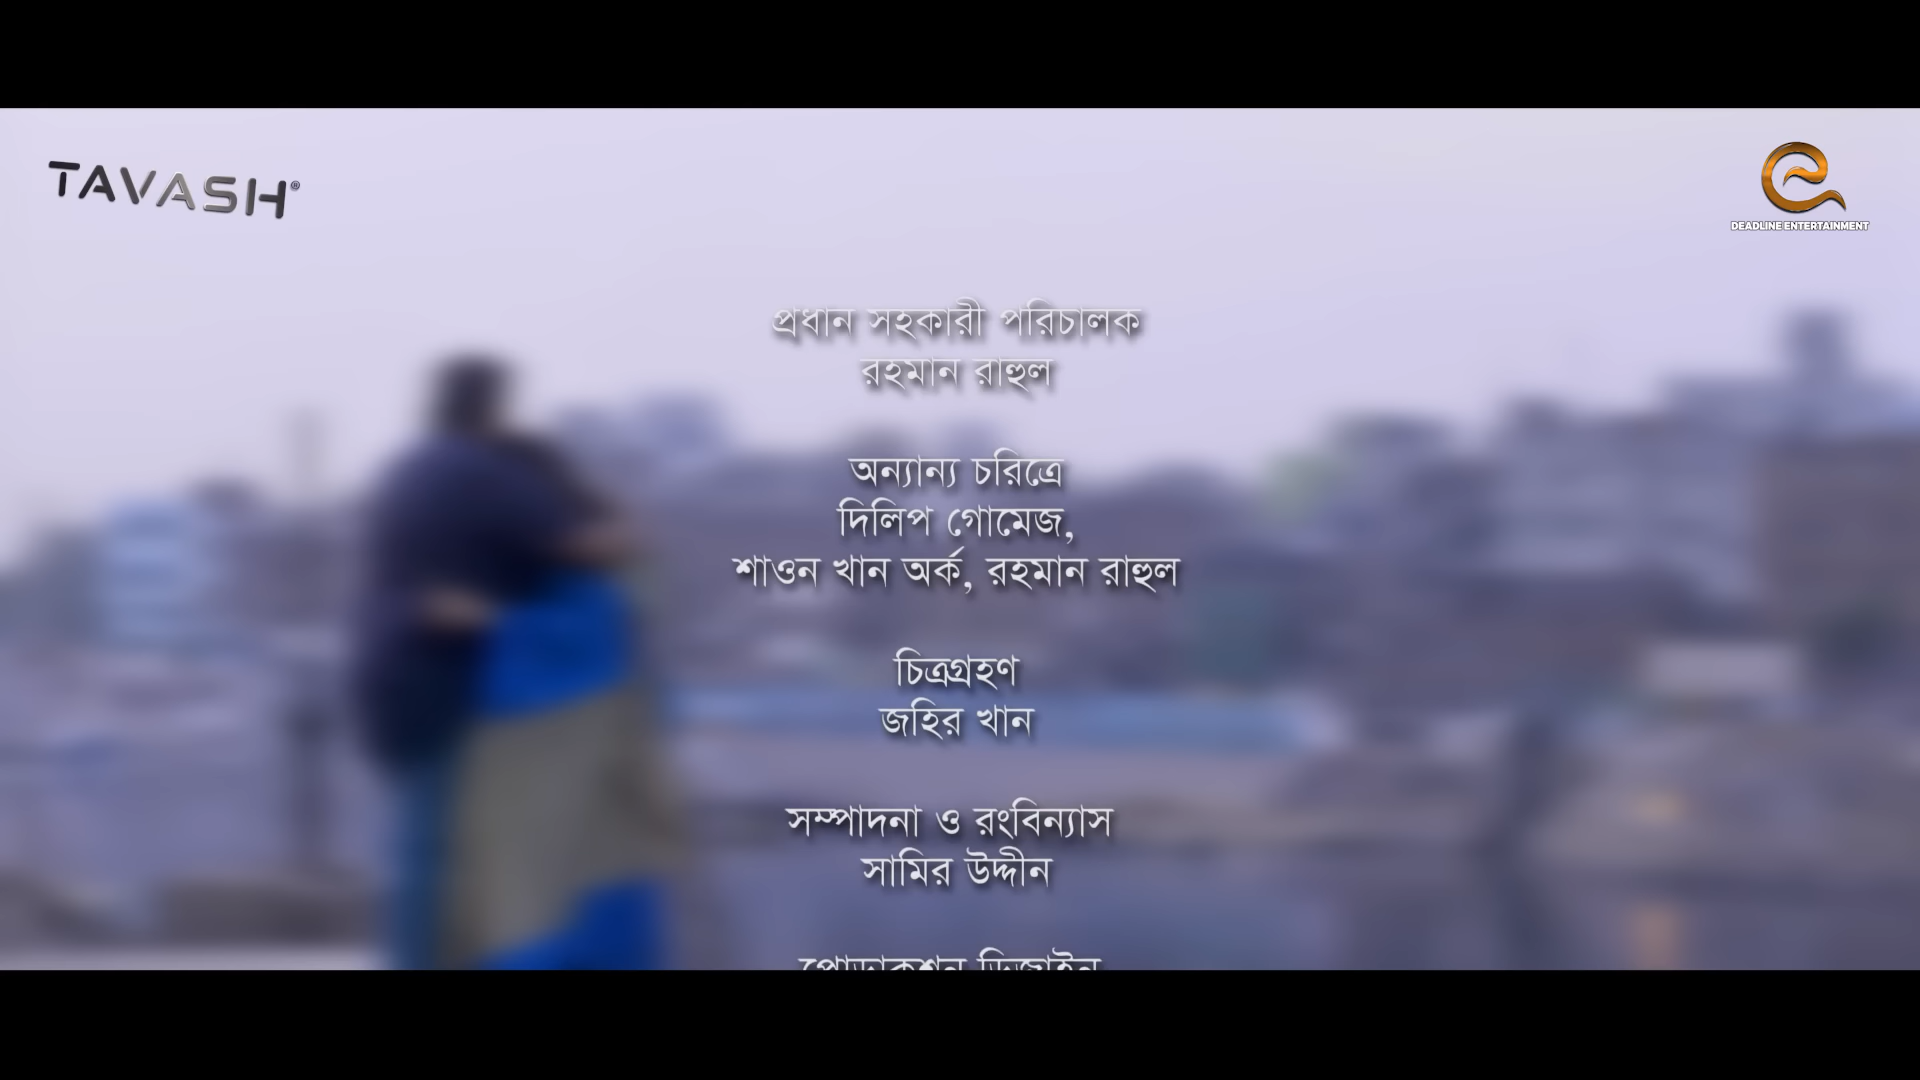 TAVASH®
DEADLINE ENTERTAINMENT
প্রধান সহকারী পরিচালক
রহমান রাহুল
অন্যান্য চরিত্রে
দিলিপ গোমেজ,
শাওন খান অর্ক, রহমান রাহুল
চিত্রগ্রহণ
জহির খান
সম্পাদনা ও রংবিন্যাস
সামির উদ্দীন